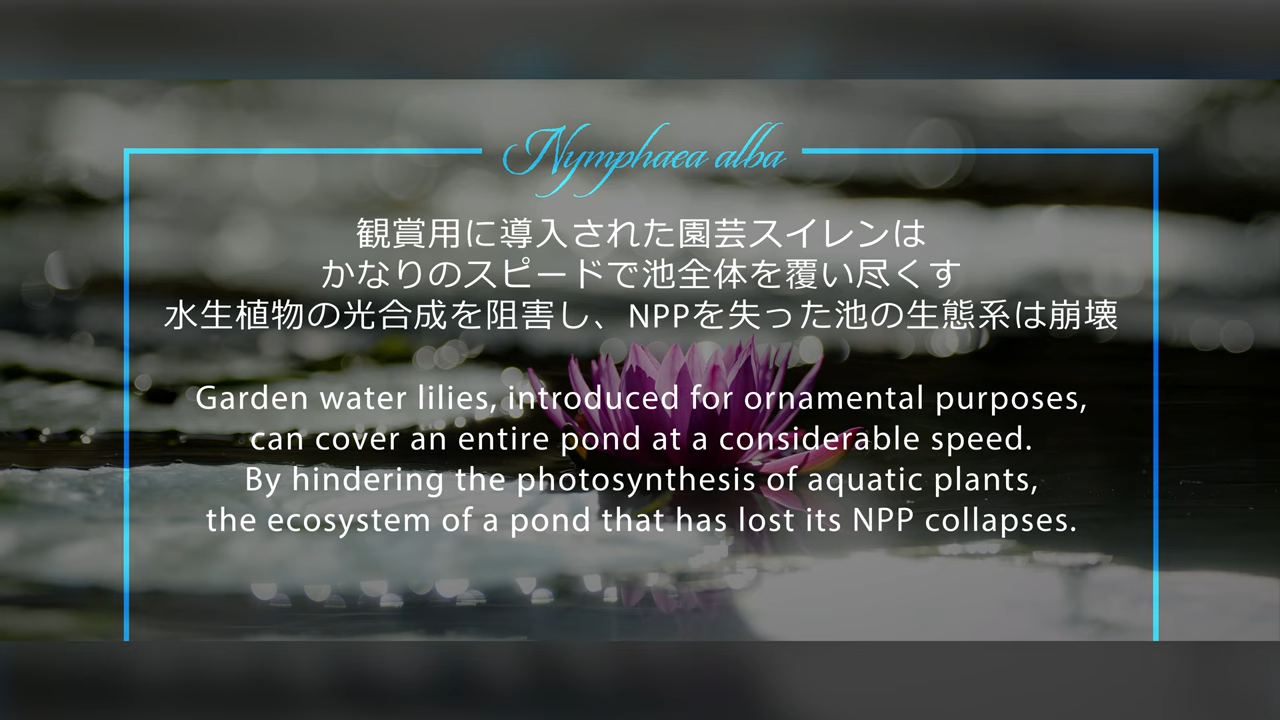 Nymphaea alba
観賞用に導入された園芸スイレンは
かなりのスピードで池全体を覆い尽くす
水生植物の光合成を阻害し、NPPを失った池の生態系は崩壊
Garden water lilies, introduced for ornamental purposes,
can cover an entire pond at a considerable speed.
By hindering the photosynthesis of aquatic plants,
the ecosystem of a pond that has lost its NPP collapses.